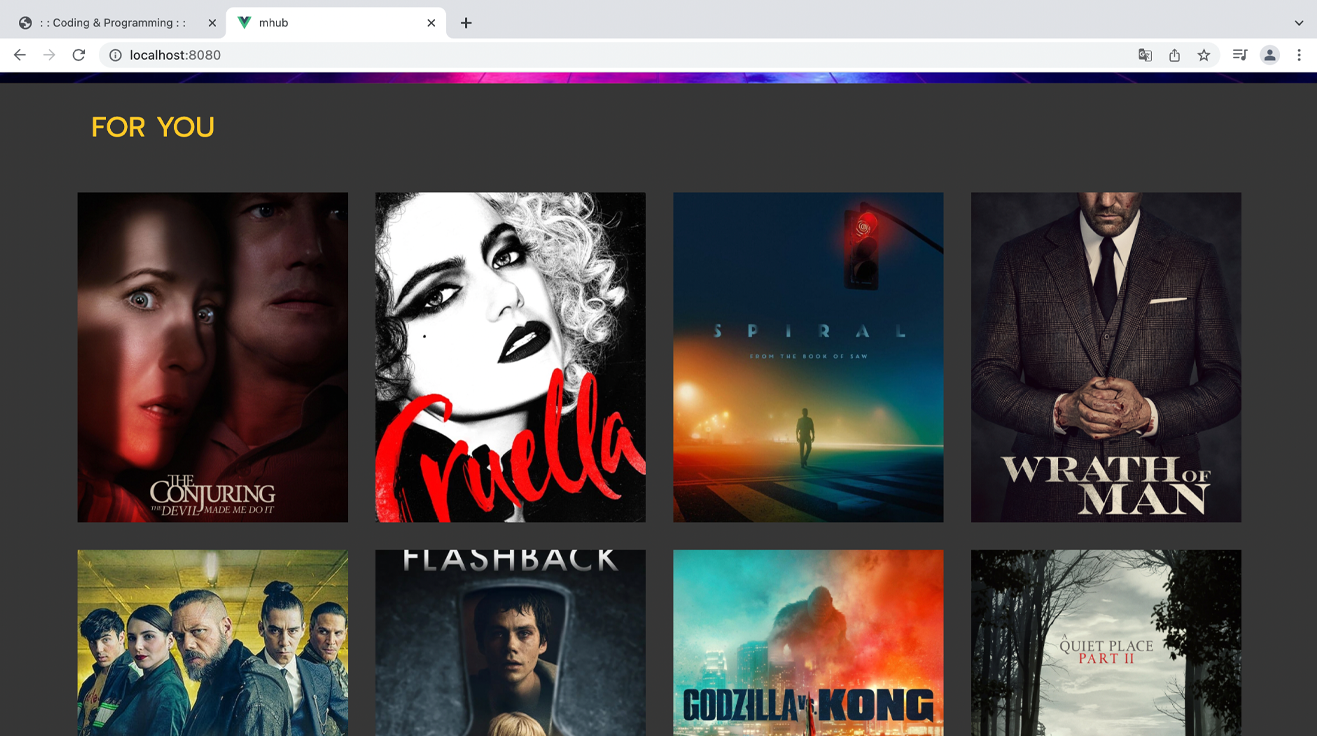 : : Coding & Programming : :
mhub
localhost:8080
FOR YOU
THE
CONJURING
THE DEVIL MADE ME DO IT
Cruella
SPIRAL
FROM THE BOOK OF SAW
WRATH OF
MAN
FLASHBACK
GODZILLA VS. KONG
A
QUIET PLACE
PART II